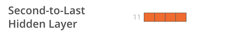 Second-to-Last
Hidden Layer
11